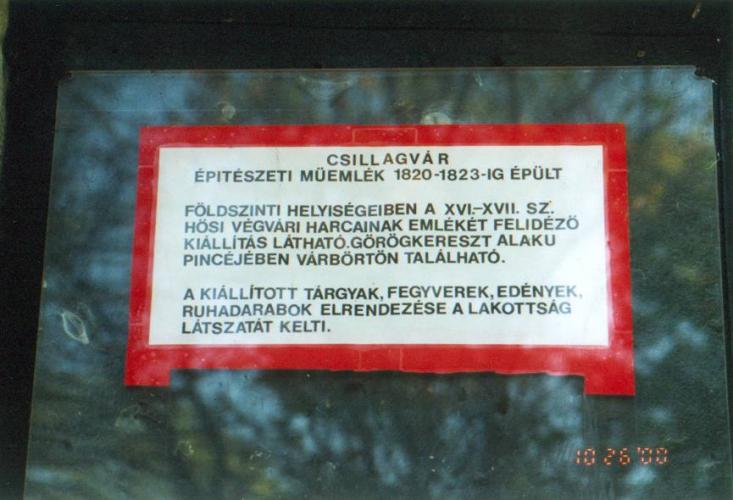 CSILLAGVÁR
ÉPITÉSZETI MŰEMLÉK 1820-1823-IG ÉPÜLT
FÖLDSZINTI HELYISÉGEIBEN A XVI.-XVII. SZ.
HŐSI VÉGVÁRI HARCAINAK EMLÉKÉT FELIDÉZŐ
KIÁLLÍTÁS LÁTHATÓ.GÖRÖGKERESZT ALAKU
PINCÉJÉBEN VÁRBÖRTÖN TALÁLHATÓ.
A KIÁLLÍTOTT TÁRGYAK, FEGYVEREK, EDÉNYEK,
RUHADARABOK ELRENDEZÉSE A LAKOTTSÁG
LÁTSZATÁT KELTI.
10 26 '00